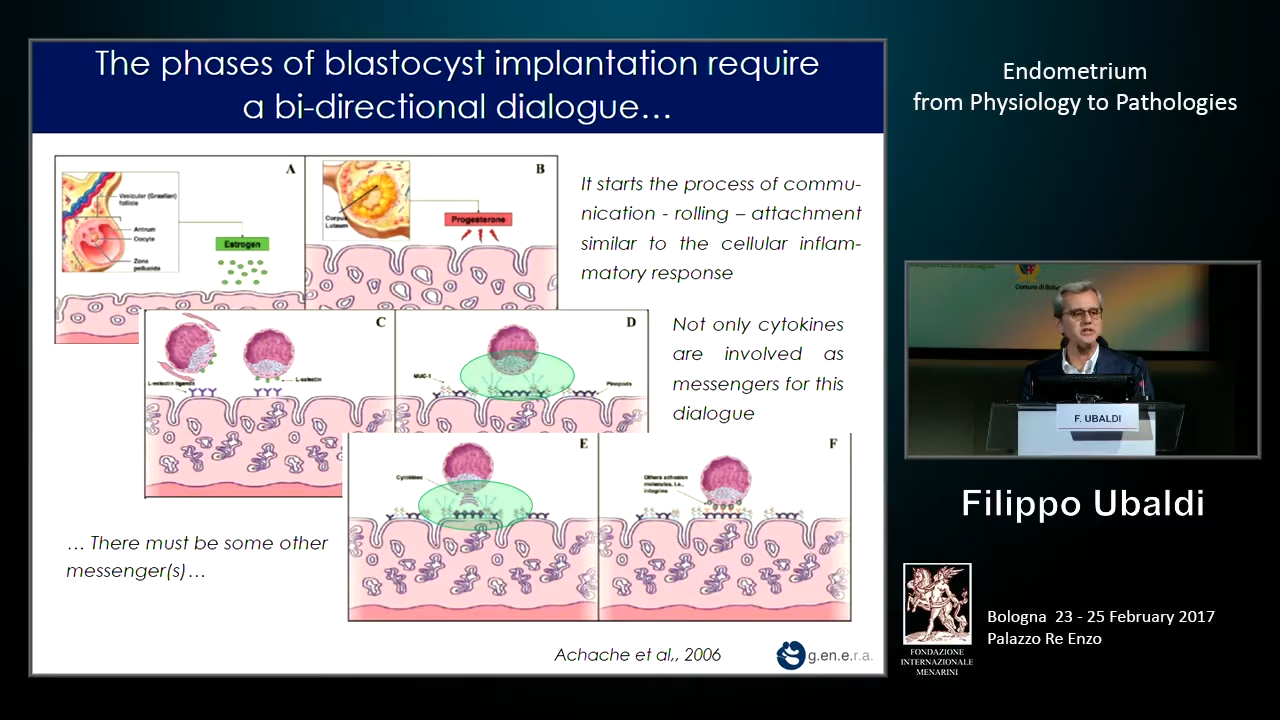 The phases of blastocyst implantation require
a bi-directional dialogue...
A
Vesicular (Graafian)
follicle
Antrum
Oocyte
Zona
pellucida
Estrogen
B
Corpus
Luteum
Progesterone
It starts the process of commu-
nication - rolling – attachment
similar to the cellular inflam-
matory response
C
L-selectin ligands
L-selectin
D
MUC-1
Pinopods
Not only cytokines
are involved as
messengers for this
dialogue
E
Cytokines
F
Others adhesion
molecules, i.e.,
integrins
... There must be some other
messenger(s)...
Achache et al., 2006
g.en.e.r.a.
Endometrium
from Physiology to Pathologies
F. UBALDI
Filippo Ubaldi
FONDAZIONE
INTERNAZIONALE
MENARINI
Bologna 23 - 25 February 2017
Palazzo Re Enzo